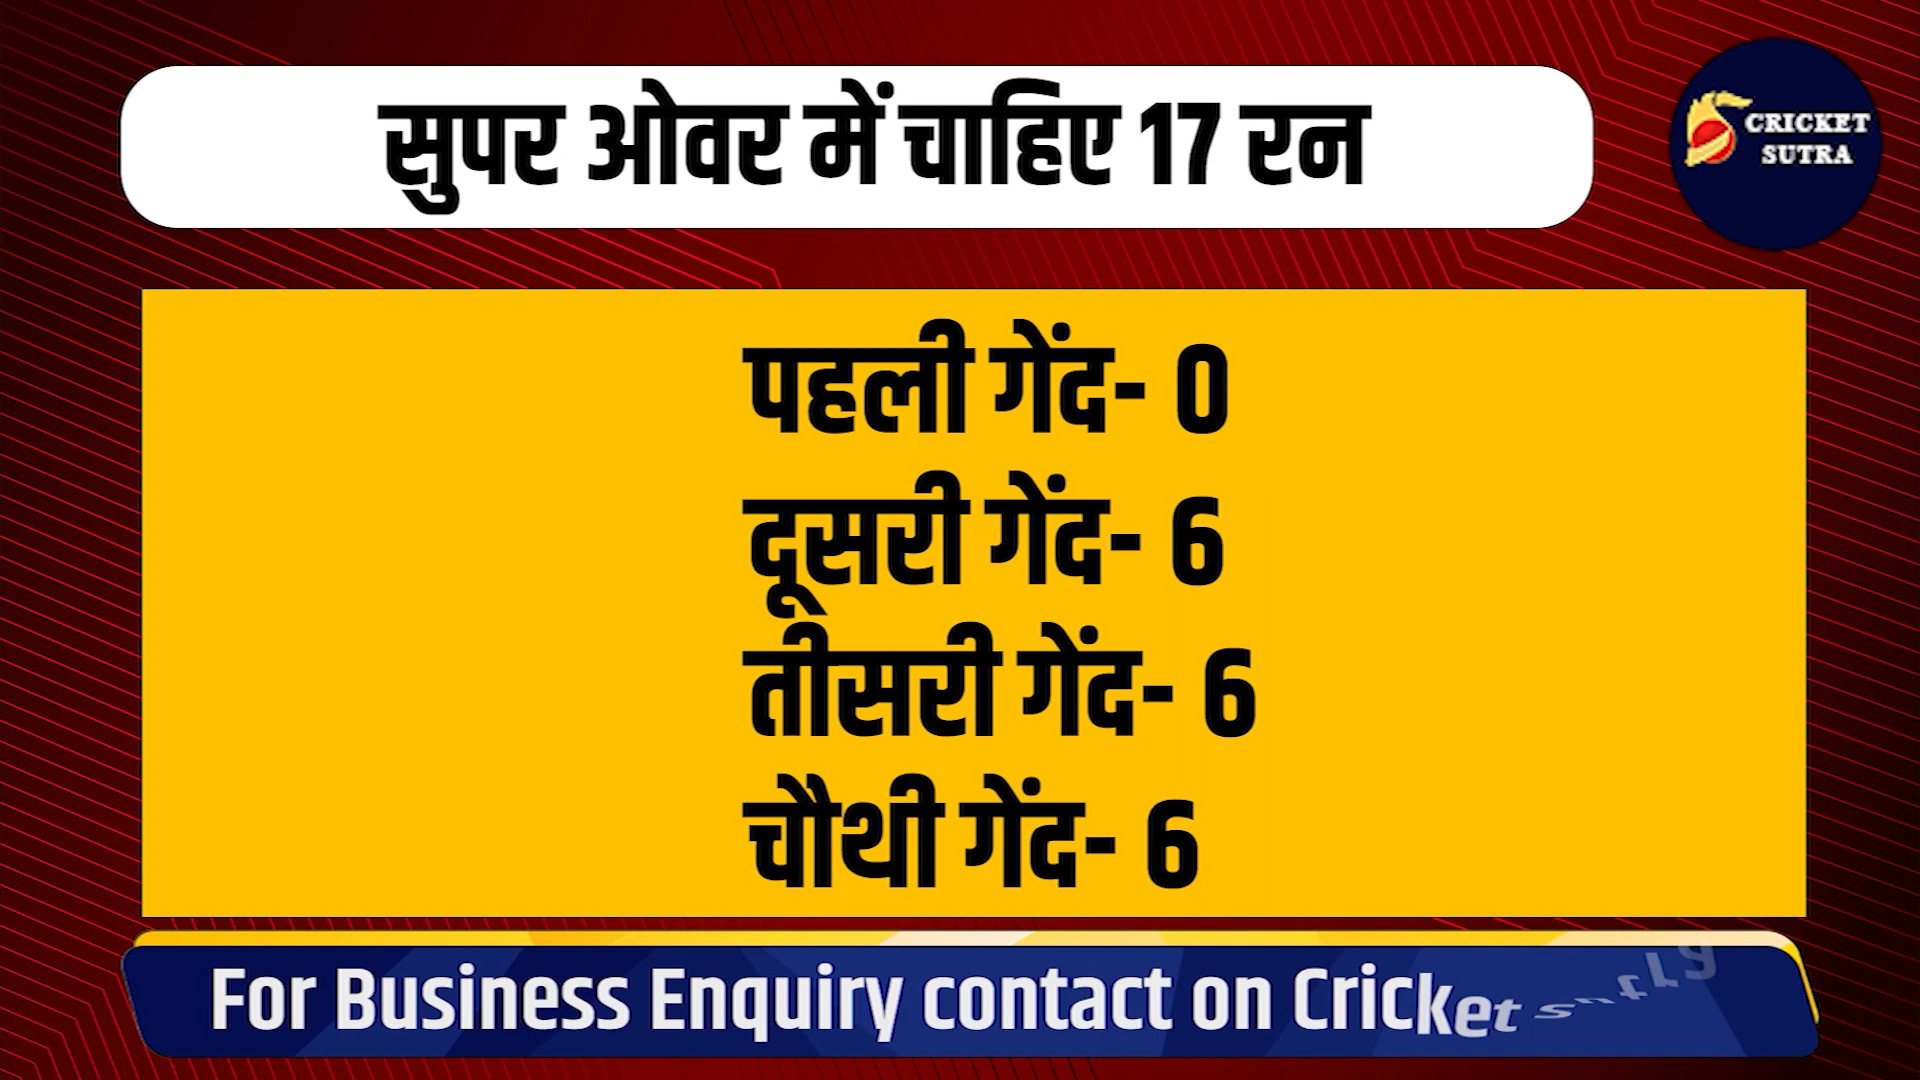 सुपर ओवर में चाहिए 17 रन
CRICKET
SUTRA
पहली गेंद- 0
दूसरी गेंद- 6
तीसरी गेंद- 6
चौथी गेंद- 6
For Business Enquiry contact on Cricket